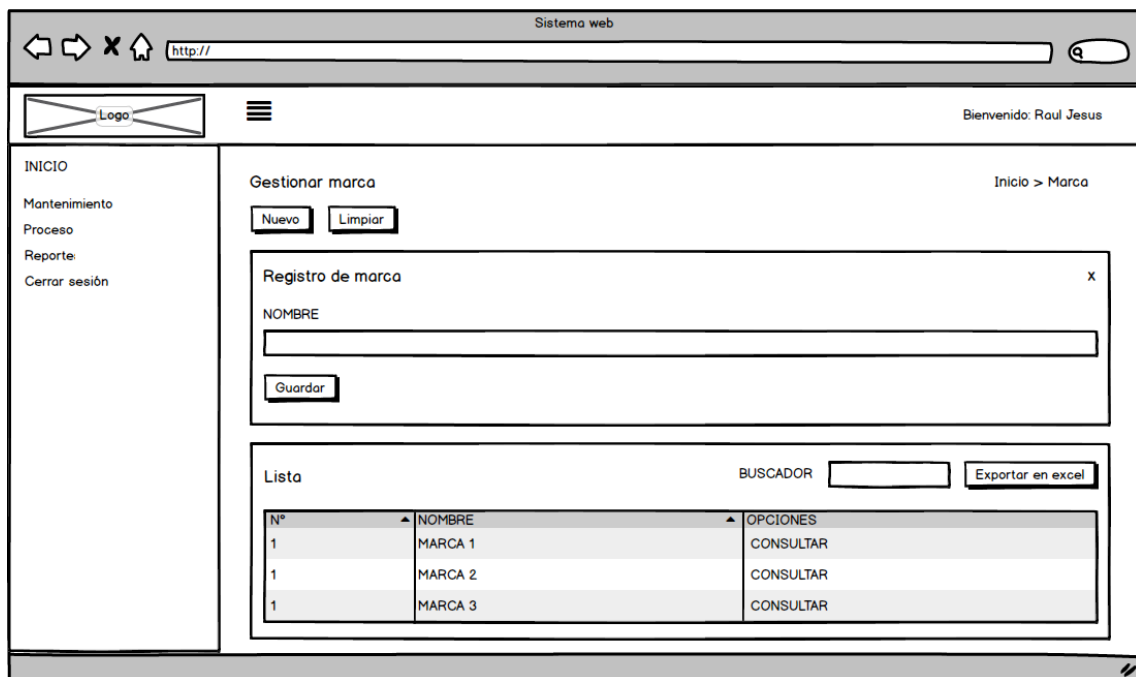 Sistema web
http://
Logo
Bienvenido: Raul Jesus
INICIO
Mantenimiento
Proceso
Reporte
Cerrar sesión
Gestionar marca
Inicio > Marca
Nuevo Limpiar
Registro de marca x
NOMBRE
Guardar
Lista BUSCADOR Exportar en excel
N° NOMBRE OPCIONES
1 MARCA 1 CONSULTAR
1 MARCA 2 CONSULTAR
1 MARCA 3 CONSULTAR